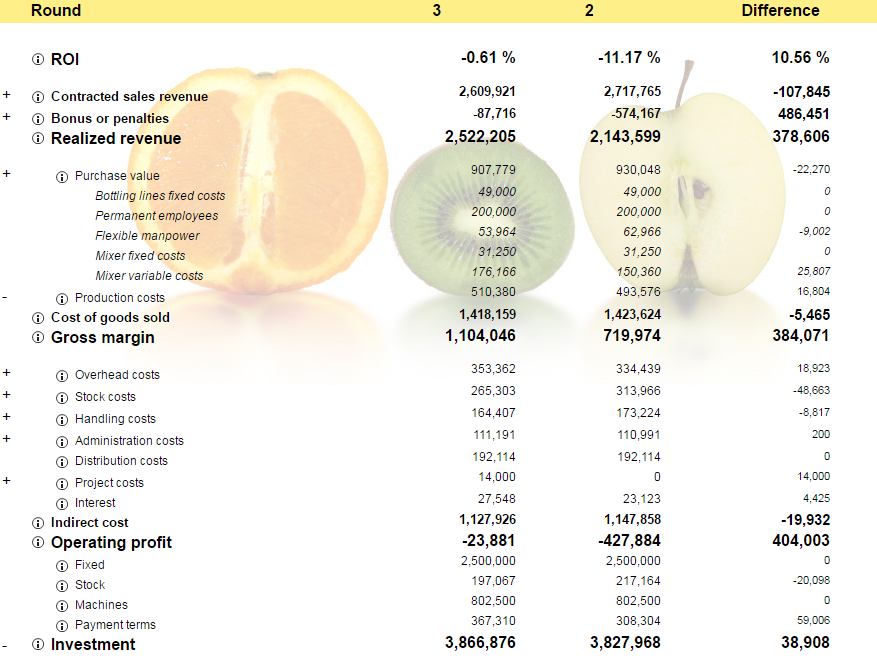 Round 3 2 Difference
ROI -0.61 % -11.17 % 10.56 %
+ Contracted sales revenue 2,609,921 2,717,765 -107,845
+ Bonus or penalties -87,716 -574,167 486,451
Realized revenue 2,522,205 2,143,599 378,606
+ Purchase value 907,779 930,048 -22,270
Bottling lines fixed costs 49,000 49,000 0
Permanent employees 200,000 200,000 0
Flexible manpower 53,964 62,966 -9,002
Mixer fixed costs 31,250 31,250 0
Mixer variable costs 176,166 150,360 25,807
- Production costs 510,380 493,576 16,804
Cost of goods sold 1,418,159 1,423,624 -5,465
Gross margin 1,104,046 719,974 384,071
+ Overhead costs 353,362 334,439 18,923
+ Stock costs 265,303 313,966 -48,663
+ Handling costs 164,407 173,224 -8,817
+ Administration costs 111,191 110,991 200
Distribution costs 192,114 192,114 0
+ Project costs 14,000 0 14,000
Interest 27,548 23,123 4,425
Indirect cost 1,127,926 1,147,858 -19,932
Operating profit -23,881 -427,884 404,003
Fixed 2,500,000 2,500,000 0
Stock 197,067 217,164 -20,098
Machines 802,500 802,500 0
Payment terms 367,310 308,304 59,006
- Investment 3,866,876 3,827,968 38,908